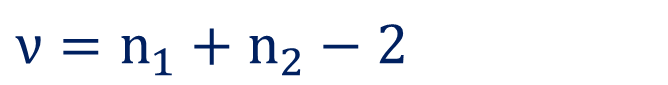 ν = n₁ + n₂ − 2